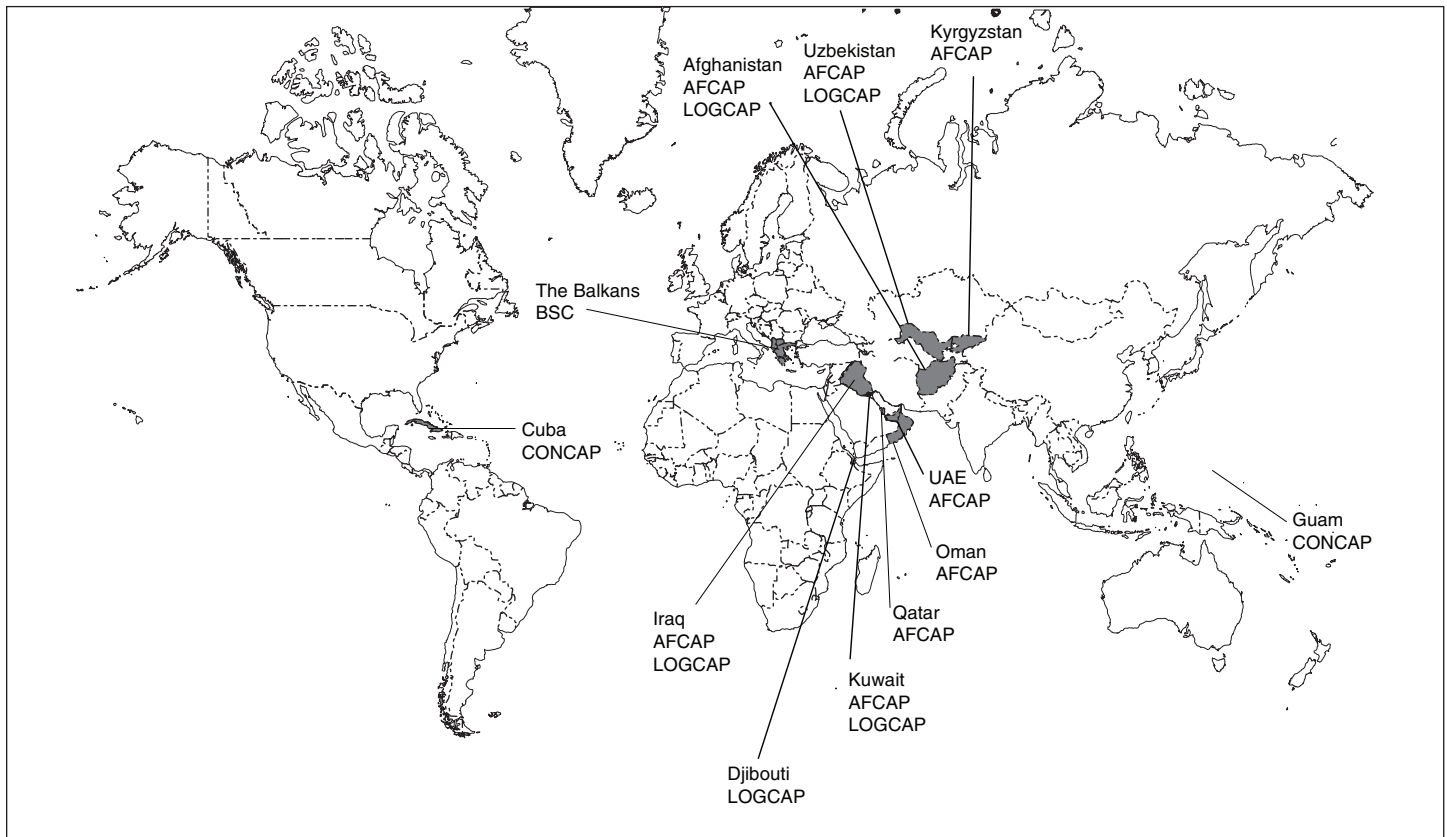 Kyrgyzstan
AFCAP
Uzbekistan
AFCAP
LOGCAP
Afghanistan
AFCAP
LOGCAP
The Balkans
BSC
Cuba
CONCAP
UAE
AFCAP
Guam
CONCAP
Oman
AFCAP
Qatar
AFCAP
Iraq
AFCAP
LOGCAP
Kuwait
AFCAP
LOGCAP
Djibouti
LOGCAP